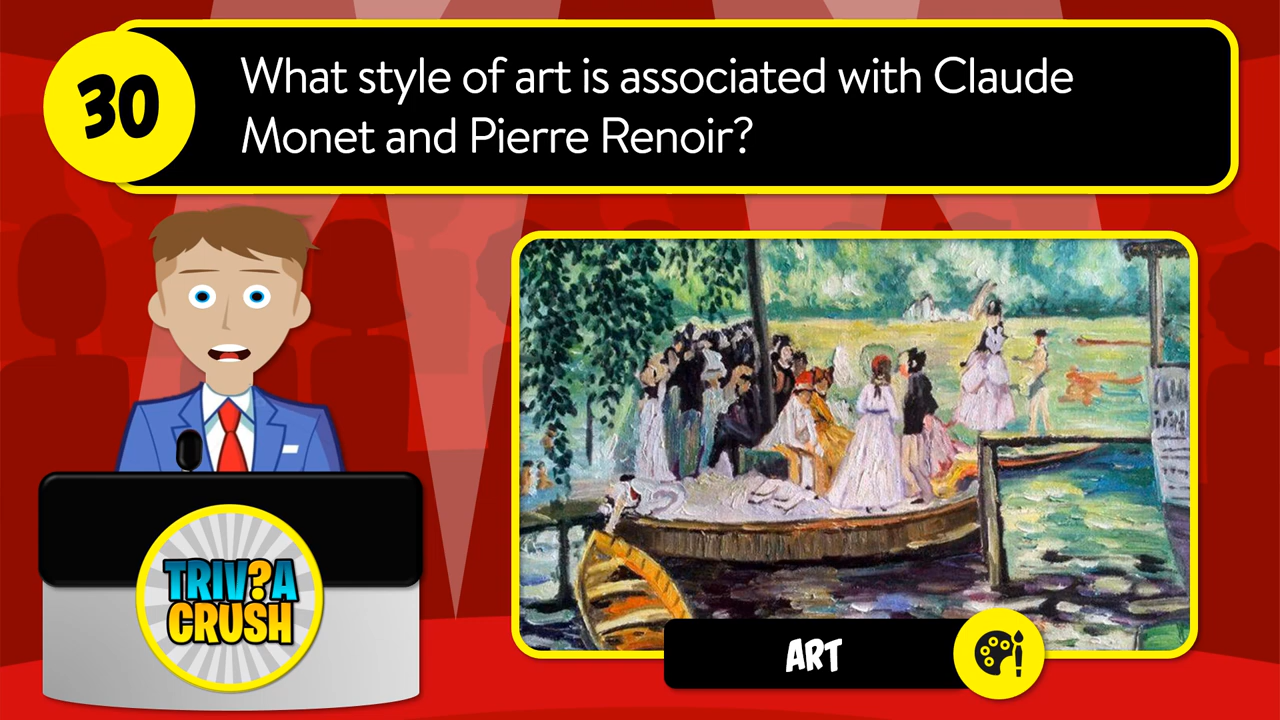 30
What style of art is associated with Claude
Monet and Pierre Renoir?
TRIV?A
CRUSH
ART